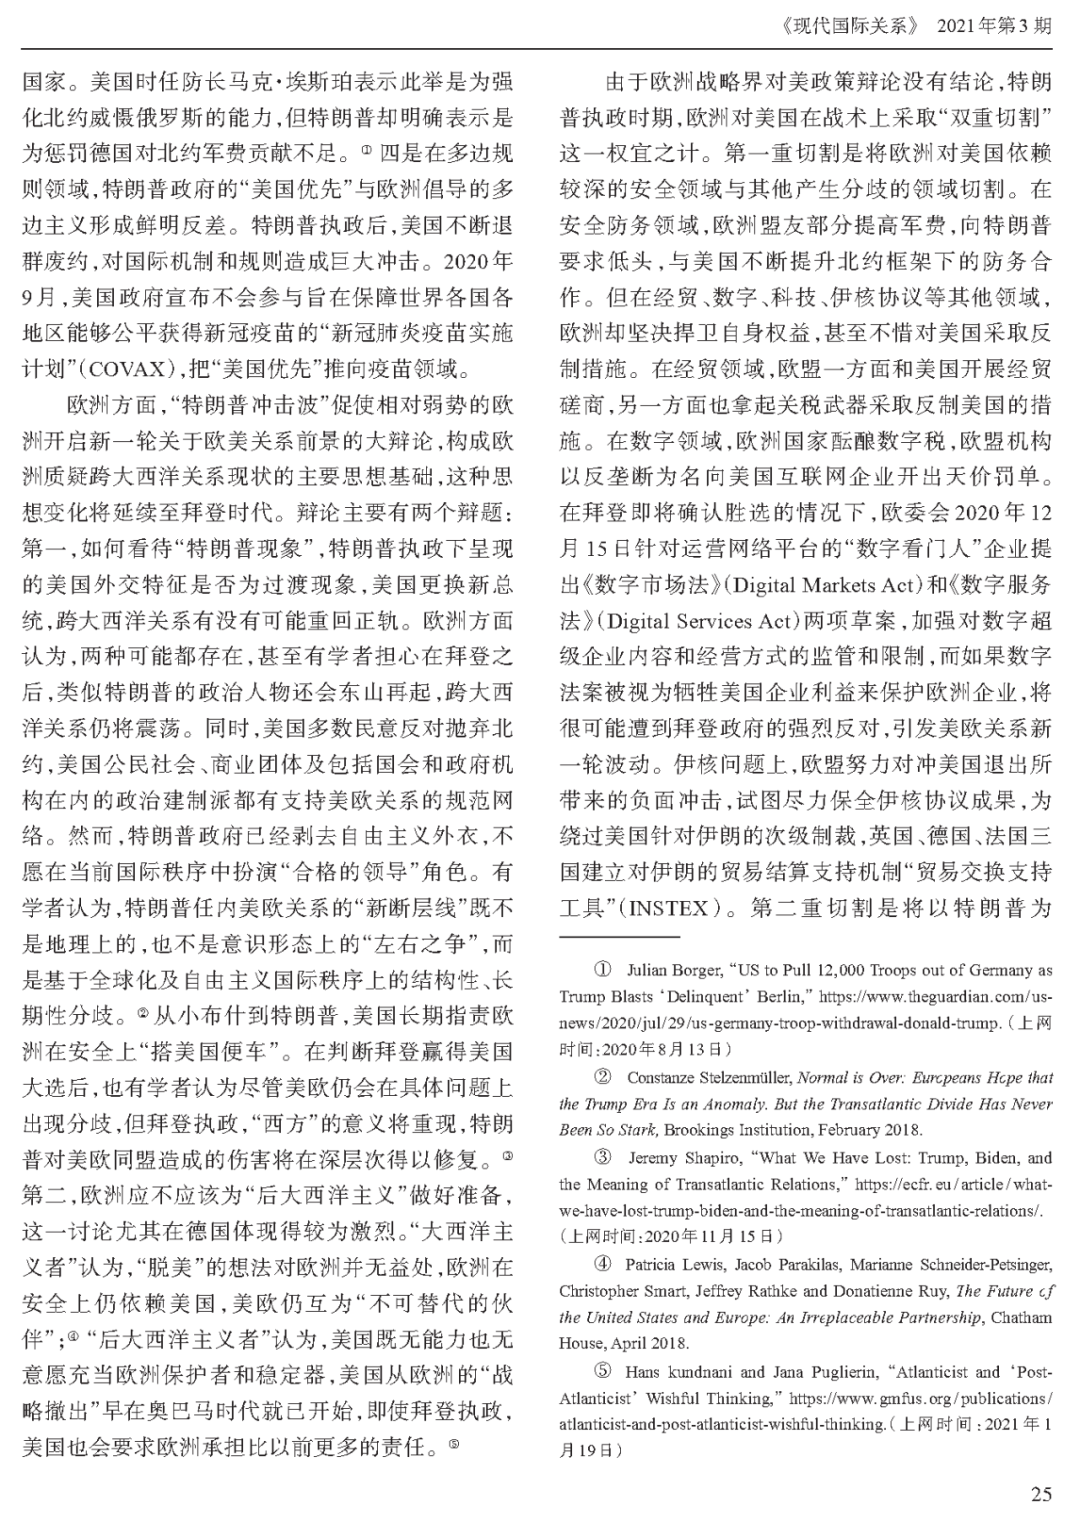 《现代国际关系》 2021年第3期
国家。美国时任防长马克·埃斯珀表示此举是为强
化北约威慑俄罗斯的能力,但特朗普却明确表示是
为惩罚德国对北约军费贡献不足。① 四是在多边规
则领域,特朗普政府的“美国优先”与欧洲倡导的多
边主义形成鲜明反差。特朗普执政后,美国不断退
群废约,对国际机制和规则造成巨大冲击。2020年
9月,美国政府宣布不会参与旨在保障世界各国各
地区能够公平获得新冠疫苗的“新冠肺炎疫苗实施
计划”(COVAX),把“美国优先”推向疫苗领域。
欧洲方面,“特朗普冲击波”促使相对弱势的欧
洲开启新一轮关于欧美关系前景的大辩论,构成欧
洲质疑跨大西洋关系现状的主要思想基础,这种思
想变化将延续至拜登时代。辩论主要有两个辩题:
第一,如何看待“特朗普现象”,特朗普执政下呈现
的美国外交特征是否为过渡现象,美国更换新总
统,跨大西洋关系有没有可能重回正轨。欧洲方面
认为,两种可能都存在,甚至有学者担心在拜登之
后,类似特朗普的政治人物还会东山再起,跨大西
洋关系仍将震荡。同时,美国多数民意反对抛弃北
约,美国公民社会、商业团体及包括国会和政府机
构在内的政治建制派都有支持美欧关系的规范网
络。然而,特朗普政府已经剥去自由主义外衣,不
愿在当前国际秩序中扮演“合格的领导”角色。有
学者认为,特朗普任内美欧关系的“新断层线”既不
是地理上的,也不是意识形态上的“左右之争”,而
是基于全球化及自由主义国际秩序上的结构性、长
期性分歧。② 从小布什到特朗普,美国长期指责欧
洲在安全上“搭美国便车”。在判断拜登赢得美国
大选后,也有学者认为尽管美欧仍会在具体问题上
出现分歧,但拜登执政,“西方”的意义将重现,特朗
普对美欧同盟造成的伤害将在深层次得以修复。③
第二,欧洲应不应该为“后大西洋主义”做好准备,
这一讨论尤其在德国体现得较为激烈。“大西洋主
义者”认为,“脱美”的想法对欧洲并无益处,欧洲在
安全上仍依赖美国,美欧仍互为“不可替代的伙
伴”;④ “后大西洋主义者”认为,美国既无能力也无
意愿充当欧洲保护者和稳定器,美国从欧洲的“战
略撤出”早在奥巴马时代就已开始,即使拜登执政,
美国也会要求欧洲承担比以前更多的责任。⑤
由于欧洲战略界对美政策辩论没有结论,特朗
普执政时期,欧洲对美国在战术上采取“双重切割”
这一权宜之计。第一重切割是将欧洲对美国依赖
较深的安全领域与其他产生分歧的领域切割。在
安全防务领域,欧洲盟友部分提高军费,向特朗普
要求低头,与美国不断提升北约框架下的防务合
作。但在经贸、数字、科技、伊核协议等其他领域,
欧洲却坚决捍卫自身权益,甚至不惜对美国采取反
制措施。在经贸领域,欧盟一方面和美国开展经贸
磋商,另一方面也拿起关税武器采取反制美国的措
施。在数字领域,欧洲国家酝酿数字税,欧盟机构
以反垄断为名向美国互联网企业开出天价罚单。
在拜登即将确认胜选的情况下,欧委会2020年12
月15日针对运营网络平台的“数字看门人”企业提
出《数字市场法》(Digital Markets Act)和《数字服务
法》(Digital Services Act)两项草案,加强对数字超
级企业内容和经营方式的监管和限制,而如果数字
法案被视为牺牲美国企业利益来保护欧洲企业,将
很可能遭到拜登政府的强烈反对,引发美欧关系新
一轮波动。伊核问题上,欧盟努力对冲美国退出所
带来的负面冲击,试图尽力保全伊核协议成果,为
绕过美国针对伊朗的次级制裁,英国、德国、法国三
国建立对伊朗的贸易结算支持机制“贸易交换支持
工具”(INSTEX)。第二重切割是将以特朗普为
① Julian Borger, “US to Pull 12,000 Troops out of Germany as
Trump Blasts ‘Delinquent’ Berlin,” https://www.theguardian.com/us-
news/2020/jul/29/us-germany-troop-withdrawal-donald-trump.(上网
时间:2020年8月13日)
② Constanze Stelzenmüller, Normal is Over: Europeans Hope that
the Trump Era Is an Anomaly. But the Transatlantic Divide Has Never
Been So Stark, Brookings Institution, February 2018.
③ Jeremy Shapiro, “What We Have Lost: Trump, Biden, and
the Meaning of Transatlantic Relations,” https://ecfr.eu/article/what-
we-have-lost-trump-biden-and-the-meaning-of-transatlantic-relations/.
(上网时间:2020年11月15日)
④ Patricia Lewis, Jacob Parakilas, Marianne Schneider-Petsinger,
Christopher Smart, Jeffrey Rathke and Donatienne Ruy, The Future of
the United States and Europe: An Irreplaceable Partnership, Chatham
House, April 2018.
⑤ Hans kundnani and Jana Puglierin, “Atlanticist and ‘Post-
Atlanticist’ Wishful Thinking,” https://www.gmfus.org/publications/
atlanticist-and-post-atlanticist-wishful-thinking.(上网时间:2021年1
月19日)
25